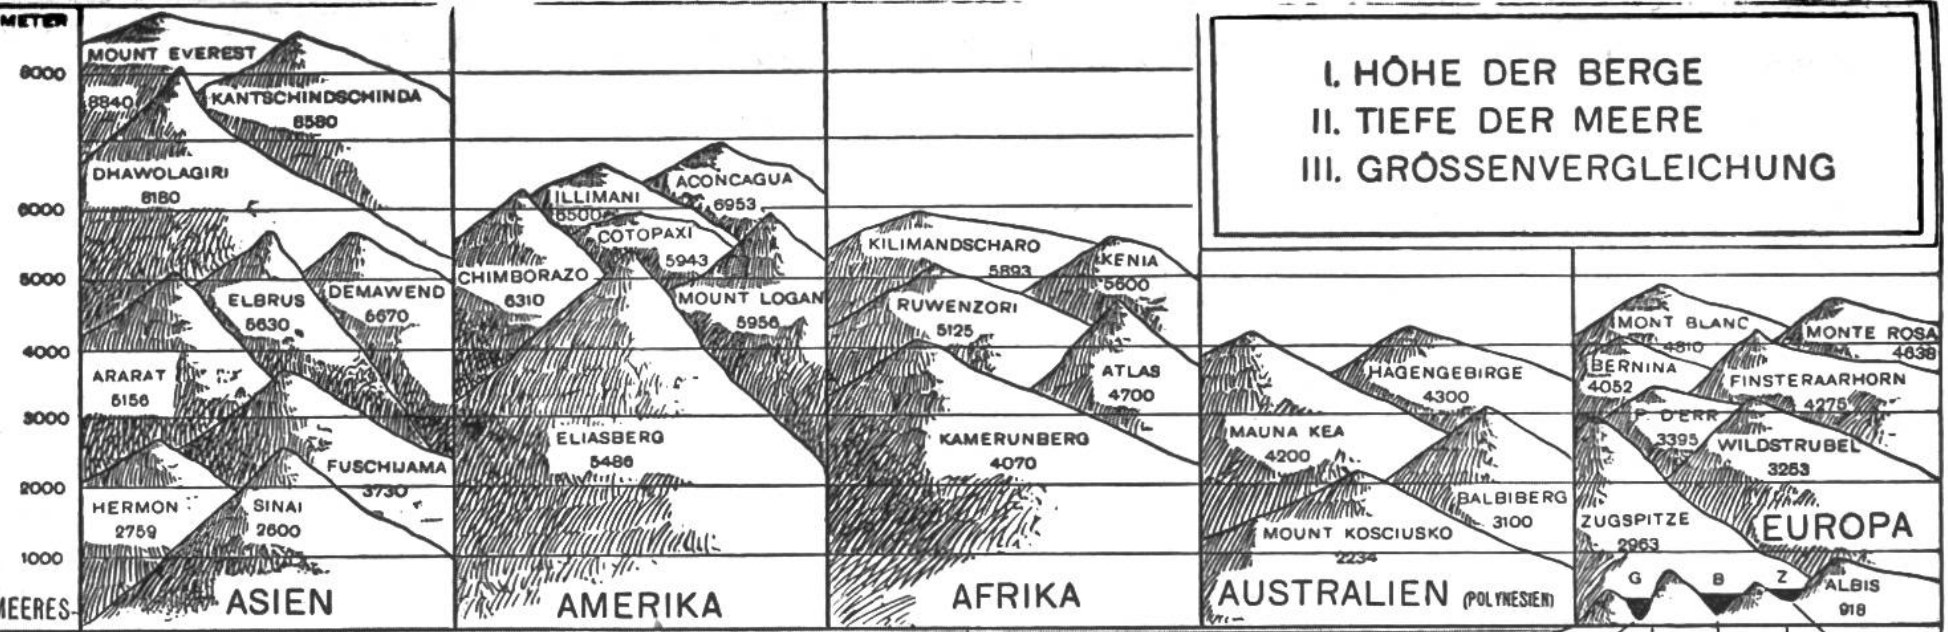 METER
8000
6000
5000
4000
3000
2000
1000
MEERES-
MOUNT EVEREST
8840
KANTSCHINDSCHINDA
8580
DHAWOLAGIRI
8180
ELBRUS
5630
DEMAWEND
5670
ARARAT
5156
FUSCHIJAMA
3730
HERMON
2759
SINAI
2600
ASIEN
ILLIMANI
6500
ACONCAGUA
6953
COTOPAXI
5943
CHIMBORAZO
6310
MOUNT LOGAN
5956
ELIASBERG
5486
AMERIKA
KILIMANDSCHARO
5893
KENIA
5600
RUWENZORI
5125
ATLAS
4700
KAMERUNBERG
4070
AFRIKA
I. HÖHE DER BERGE
II. TIEFE DER MEERE
III. GRÖSSENVERGLEICHUNG
HAGENGEBIRGE
4300
MAUNA KEA
4200
BALBIBERG
3100
MOUNT KOSCIUSKO
2234
AUSTRALIEN (POLYNESIEN)
MONT BLANC
4810
MONTE ROSA
4638
BERNINA
4052
FINSTERAARHORN
4275
P. D'ERR
3395
WILDSTRUBEL
3253
ZUGSPITZE
2963
EUROPA
G B Z
ALBIS
918